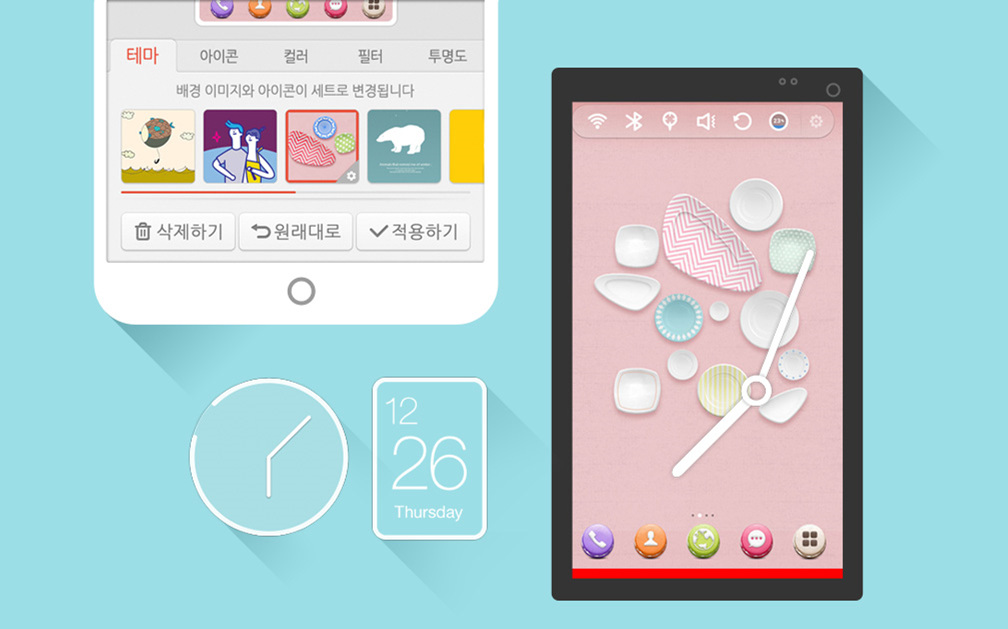 테마 아이콘 컬러 필터 투명도
배경 이미지와 아이콘이 세트로 변경됩니다
삭제하기 원래대로 적용하기
12
26
Thursday